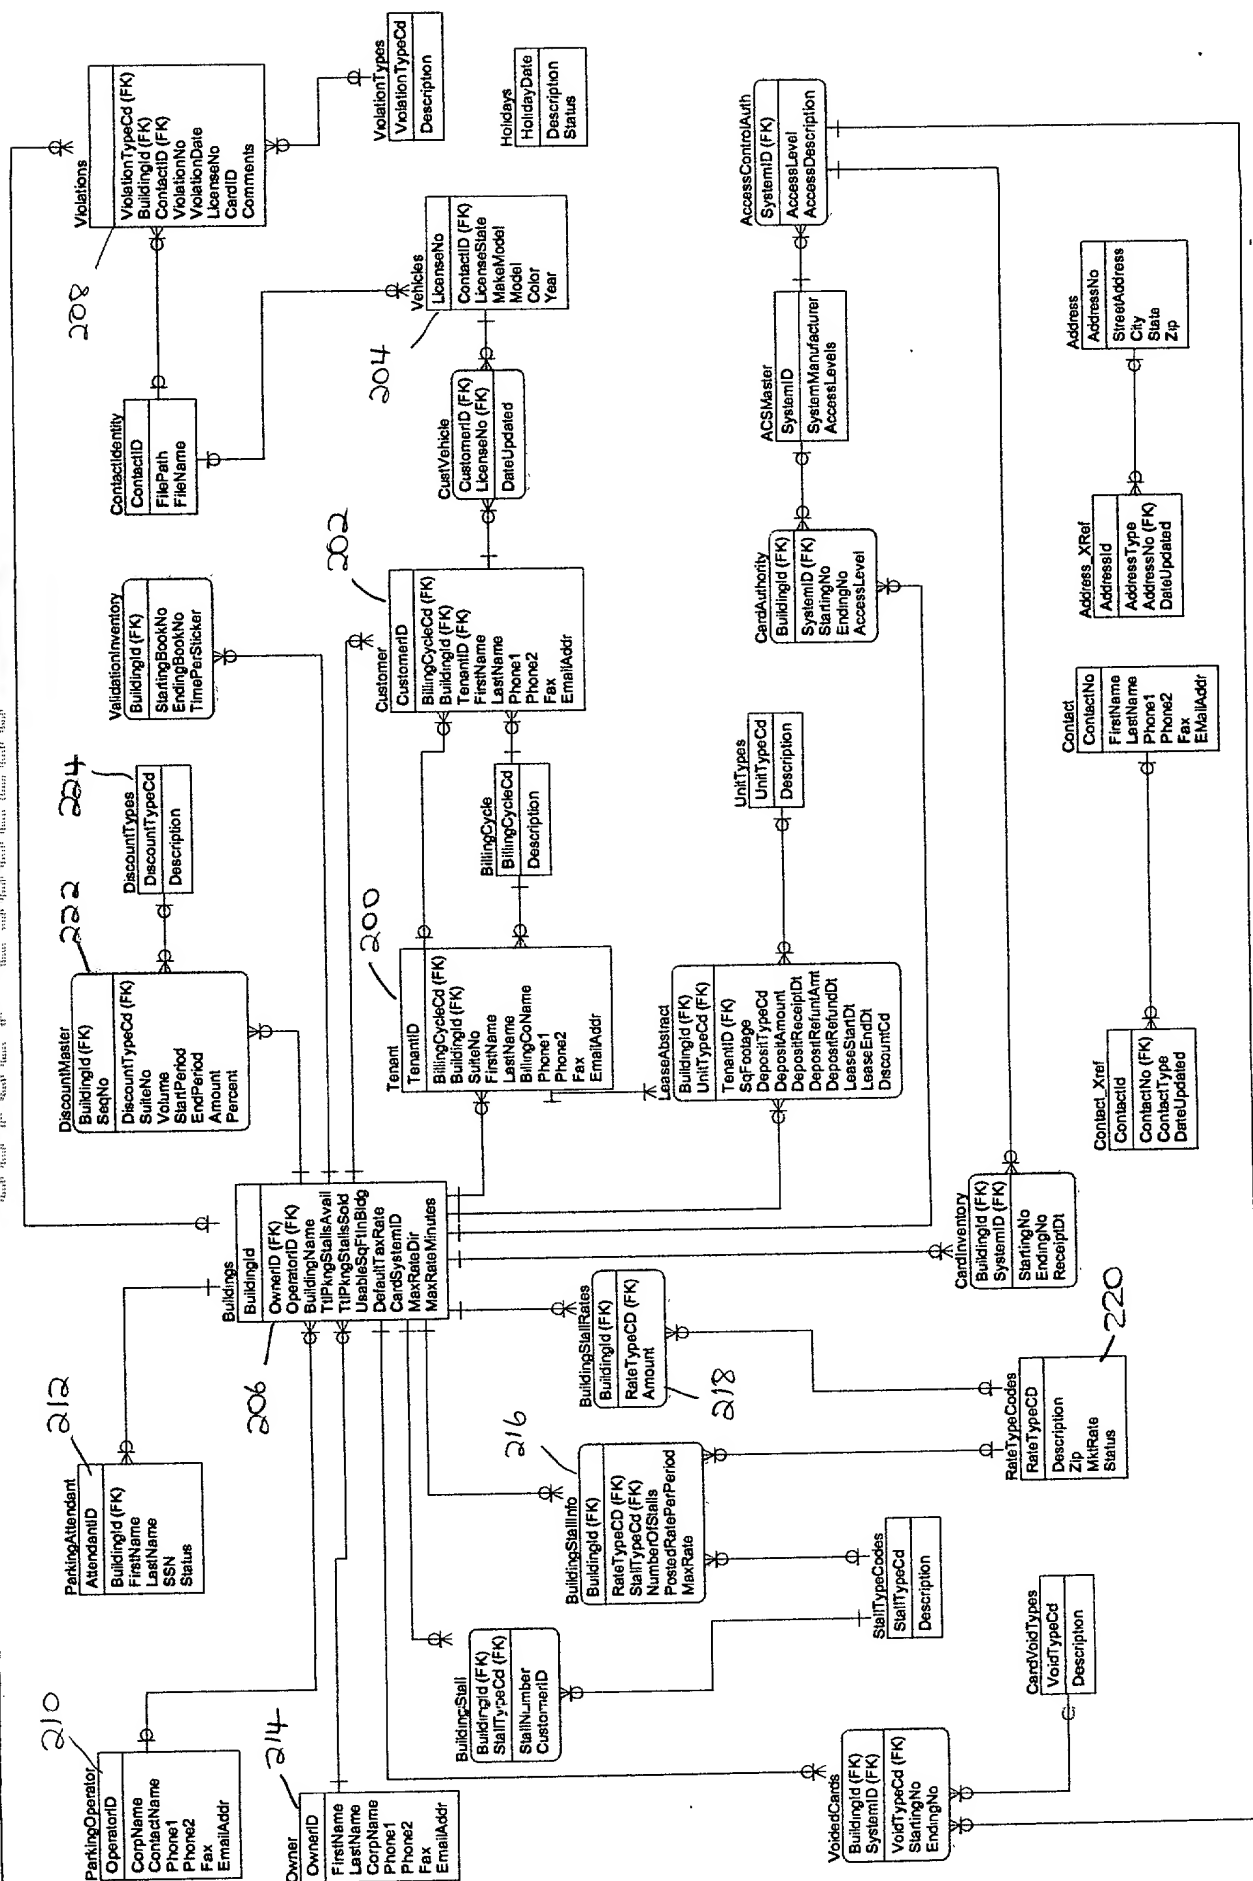 Violations
ViolationTypeCd (FK)
BuildingId (FK)
ContactID (FK)
ViolationNo
ViolationDate
LicenseNo
CardID
Comments
208
ViolationTypes
ViolationTypeCd
Description
Holidays
HolidayDate
Description
Status
ContactIdentity
ContactID
FilePath
FileName
Vehicles
LicenseNo
ContactID (FK)
LicenseState
MakeModel
Model
Color
Year
204
CustVehicle
CustomerID (FK)
LicenseNo (FK)
DateUpdated
ValidationInventory
BuildingId (FK)
StartingBookNo
EndingBookNo
TimePerSticker
Customer
CustomerID
BillingCycleCd (FK)
BuildingId (FK)
TenantID (FK)
FirstName
LastName
Phone1
Phone2
Fax
EmailAddr
202
DiscountTypes
DiscountTypeCd
Description
224
DiscountMaster
BuildingId (FK)
SeqNo
DiscountTypeCd (FK)
SuiteNo
Volume
StartPeriod
EndPeriod
Amount
Percent
222
BillingCycle
BillingCycleCd
Description
Tenant
TenantID
BillingCycleCd (FK)
BuildingId (FK)
SuiteNo
FirstName
LastName
BillingCoName
Phone1
Phone2
Fax
EmailAddr
200
LeaseAbstract
BuildingId (FK)
UnitTypeCd (FK)
TenantID (FK)
SqFootage
DepositTypeCd
DepositAmount
DepositReceiptDt
DepositRefuntAmt
DepositRefundDt
LeaseStartDt
LeaseEndDt
DiscountCd
UnitTypes
UnitTypeCd
Description
AccessControlAuth
SystemID (FK)
AccessLevel
AccessDescription
ACSMaster
SystemID
SystemManufacturer
AccessLevels
CardAuthority
BuildingId (FK)
SystemID (FK)
StartingNo
EndingNo
AccessLevel
Address
AddressNo
StreetAddress
City
State
Zip
Address_XRef
AddressId
AddressType
AddressNo (FK)
DateUpdated
Contact
ContactNo
FirstName
LastName
Phone1
Phone2
Fax
EMailAddr
Contact_Xref
ContactId
ContactNo (FK)
ContactType
DateUpdated
Buildings
BuildingId
OwnerID (FK)
OperatorID (FK)
BuildingName
TtlPkngStallsAvail
TtlPkngStallsSold
UsableSqFtInBldg
DefaultTaxRate
CardSystemID
MaxRateDir
MaxRateMinutes
206
CardInventory
BuildingId (FK)
SystemID (FK)
StartingNo
EndingNo
ReceiptDt
ParkingAttendant
AttendantID
BuildingId (FK)
FirstName
LastName
SSN
Status
212
BuildingStallRates
BuildingId (FK)
RateTypeCD (FK)
Amount
218
BuildingStallInfo
BuildingId (FK)
RateTypeCD (FK)
StallTypeCd (FK)
NumberOfStalls
PostedRatePerPeriod
MaxRate
216
RateTypeCodes
RateTypeCD
Description
Zip
MktRate
Status
220
StallTypeCodes
StallTypeCd
Description
BuildingStall
BuildingId (FK)
StallTypeCd (FK)
StallNumber
CustomerID
ParkingOperator
OperatorID
CorpName
ContactName
Phone1
Phone2
Fax
EmailAddr
210
Owner
OwnerID
FirstName
LastName
CorpName
Phone1
Phone2
Fax
EmailAddr
214
CardVoidTypes
VoidTypeCd
Description
VoidedCards
BuildingId (FK)
SystemID (FK)
VoidTypeCd (FK)
StartingNo
EndingNo